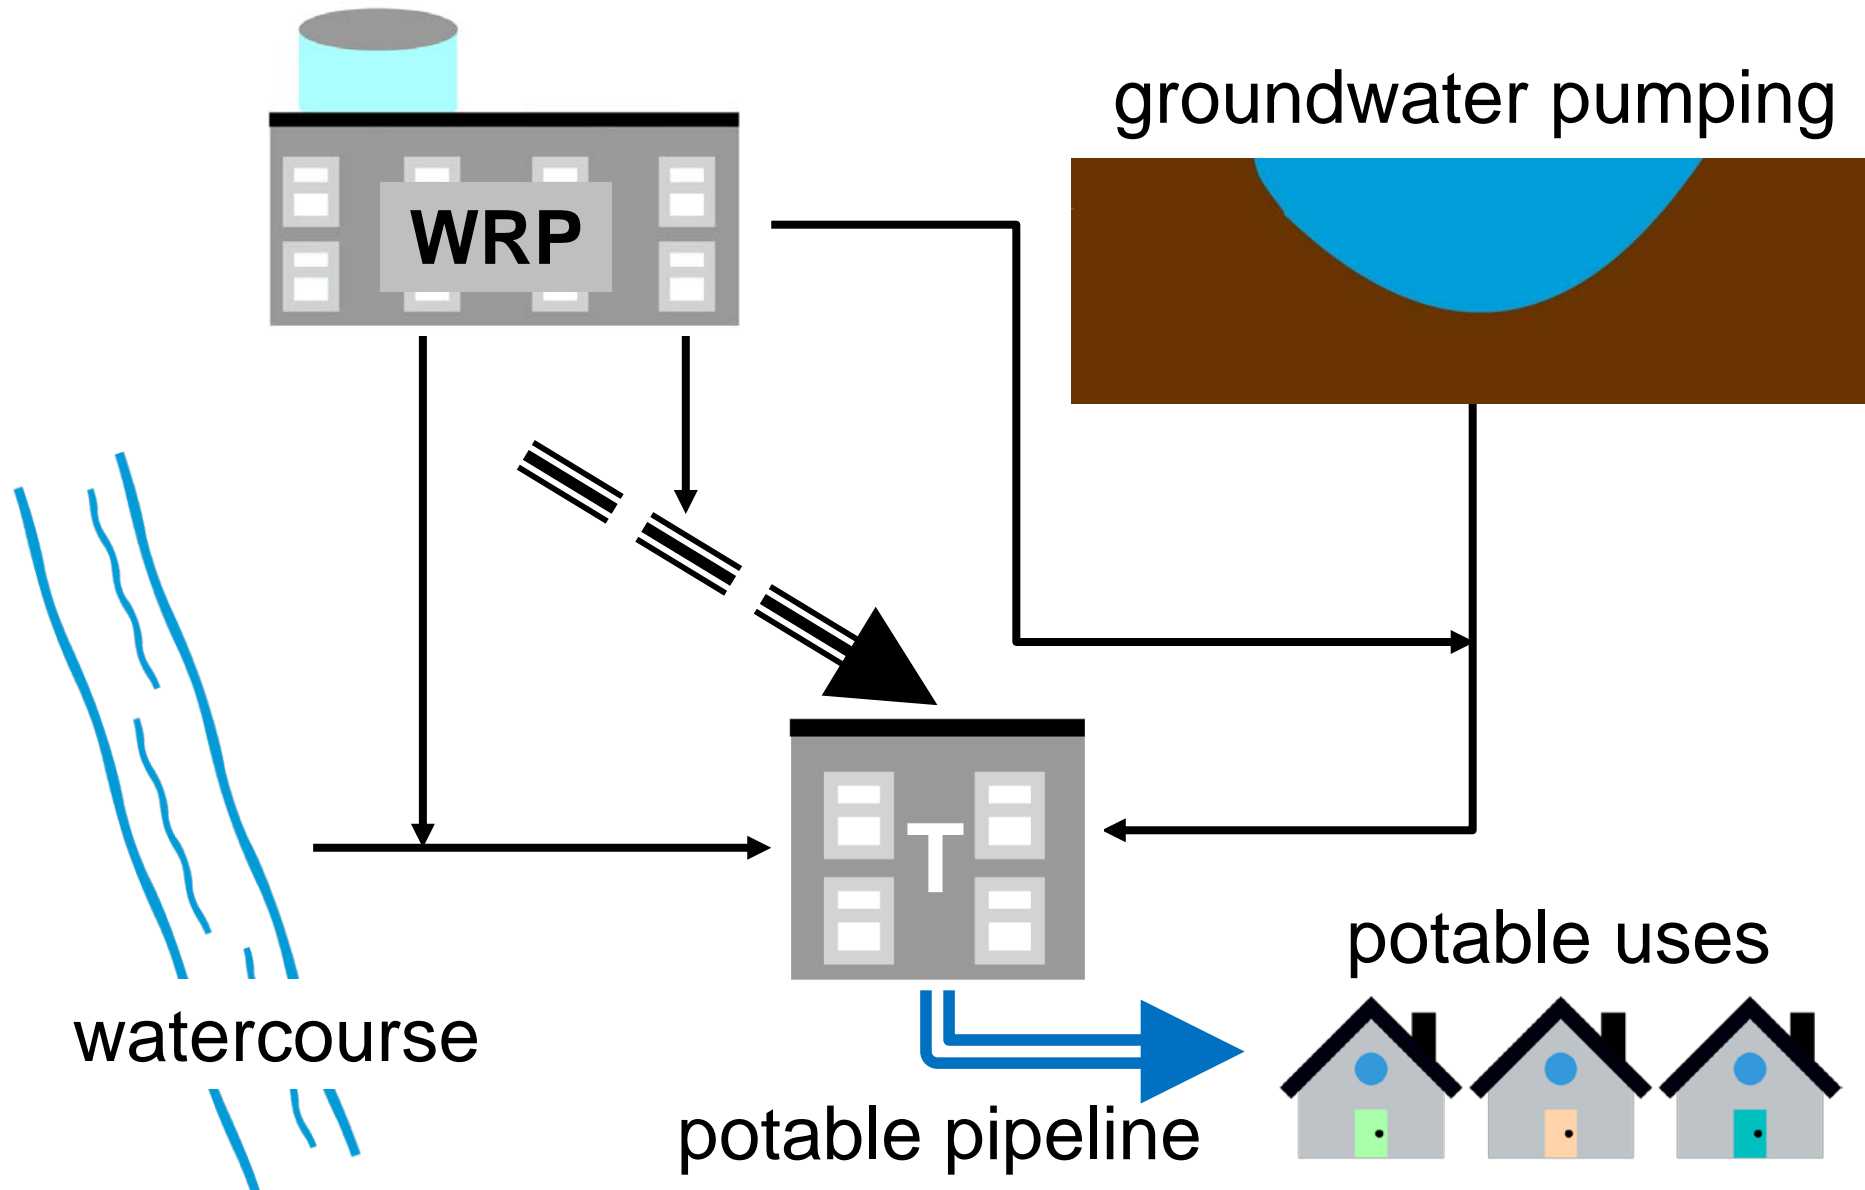 groundwater pumping
WRP
T
potable uses
watercourse
potable pipeline